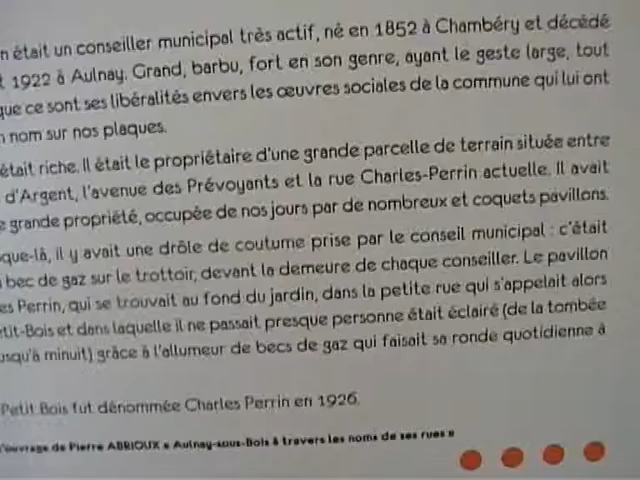 n était un conseiller municipal très actif, né en 1852 à Chambéry et décédé
t 1922 à Aulnay. Grand, barbu, fort en son genre, ayant le geste large, tout
que ce sont ses libéralités envers les œuvres sociales de la commune qui lui ont
n nom sur nos plaques.
était riche. Il était le propriétaire d'une grande parcelle de terrain située entre
d'Argent, l'avenue des Prévoyants et la rue Charles-Perrin actuelle. Il avait
e grande propriété, occupée de nos jours par de nombreux et coquets pavillons.
que-là, il y avait une drôle de coutume prise par le conseil municipal : c'était
bec de gaz sur le trottoir, devant la demeure de chaque conseiller. Le pavillon
es Perrin, qui se trouvait au fond du jardin, dans la petite rue qui s'appelait alors
tit-Bois et dans laquelle il ne passait presque personne était éclairé (de la tombée
usqu'à minuit) grâce à l'allumeur de becs de gaz qui faisait sa ronde quotidienne à
Petit Bois fut dénommée Charles Perrin en 1926.
l'ouvrage de Pierre ABRIOUX « Aulnay-sous-Bois à travers les noms de ses rues »